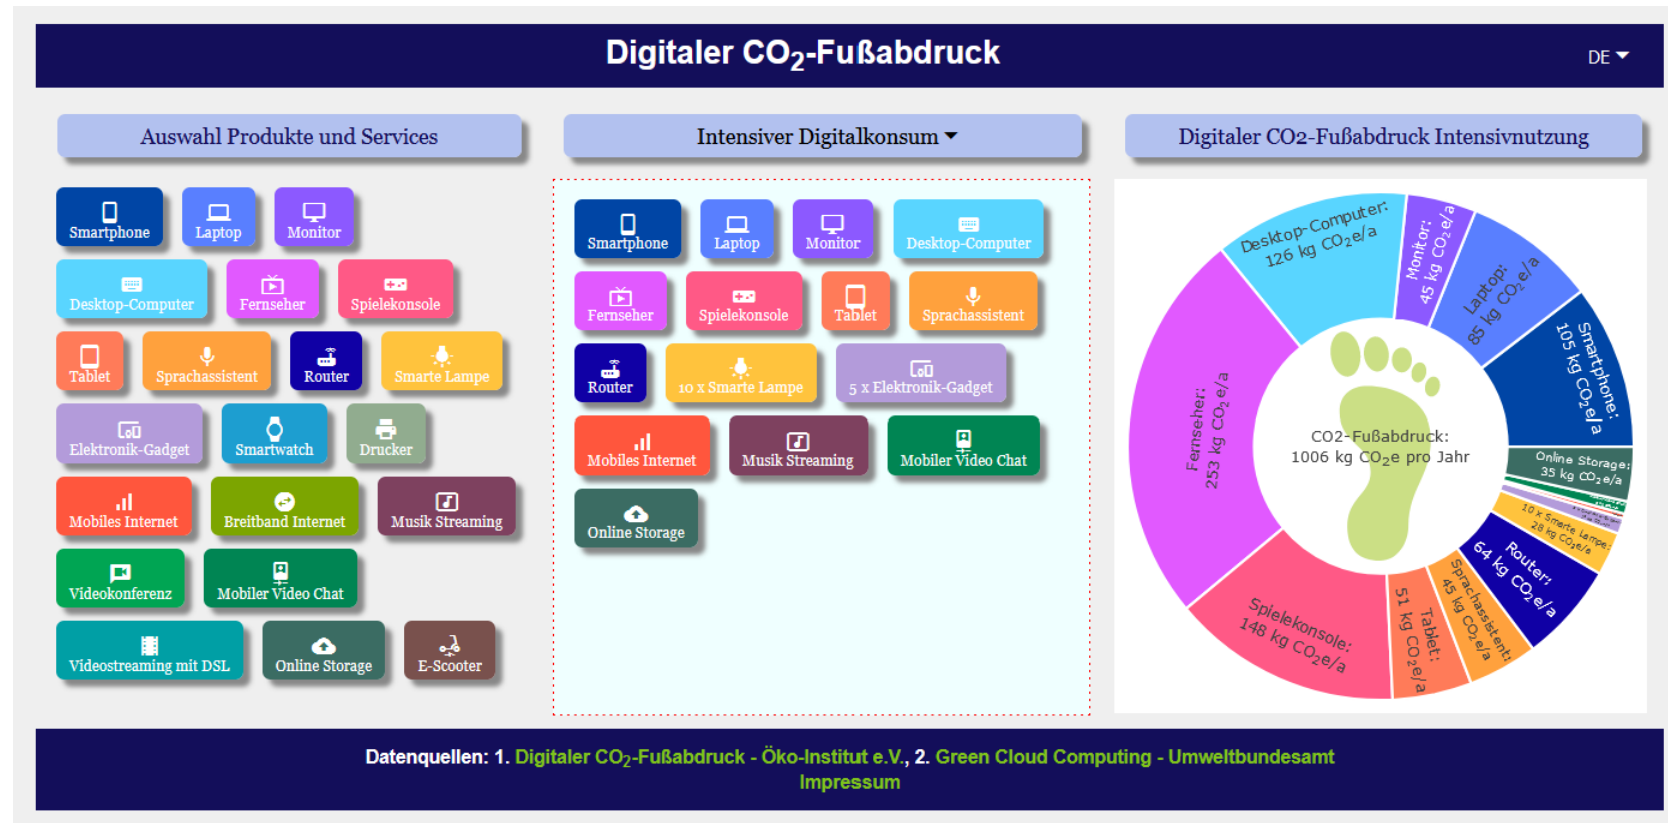 Digitaler CO2-Fußabdruck
DE
Auswahl Produkte und Services
Intensiver Digitalkonsum
Digitaler CO2-Fußabdruck Intensivnutzung
Smartphone
Laptop
Monitor
Desktop-Computer
Fernseher
Spielekonsole
Tablet
Sprachassistent
Router
Smarte Lampe
Elektronik-Gadget
Smartwatch
Drucker
Mobiles Internet
Breitband Internet
Musik Streaming
Videokonferenz
Mobiler Video Chat
Videostreaming mit DSL
Online Storage
E-Scooter
Smartphone
Laptop
Monitor
Desktop-Computer
Fernseher
Spielekonsole
Tablet
Sprachassistent
Router
10 x Smarte Lampe
5 x Elektronik-Gadget
Mobiles Internet
Musik Streaming
Mobiler Video Chat
Online Storage
Desktop-Computer:
126 kg CO2e/a
Monitor:
45 kg CO2e/a
Laptop:
85 kg CO2e/a
Smartphone:
105 kg CO2e/a
Online Storage:
35 kg CO2e/a
10 x Smarte Lampe:
28 kg CO2e/a
Router:
64 kg CO2e/a
Sprachassistent:
45 kg CO2e/a
Tablet:
51 kg CO2e/a
Spielekonsole:
148 kg CO2e/a
Fernseher:
253 kg CO2e/a
CO2-Fußabdruck:
1006 kg CO2e pro Jahr
Datenquellen: 1. Digitaler CO2-Fußabdruck - Öko-Institut e.V., 2. Green Cloud Computing - Umweltbundesamt
Impressum